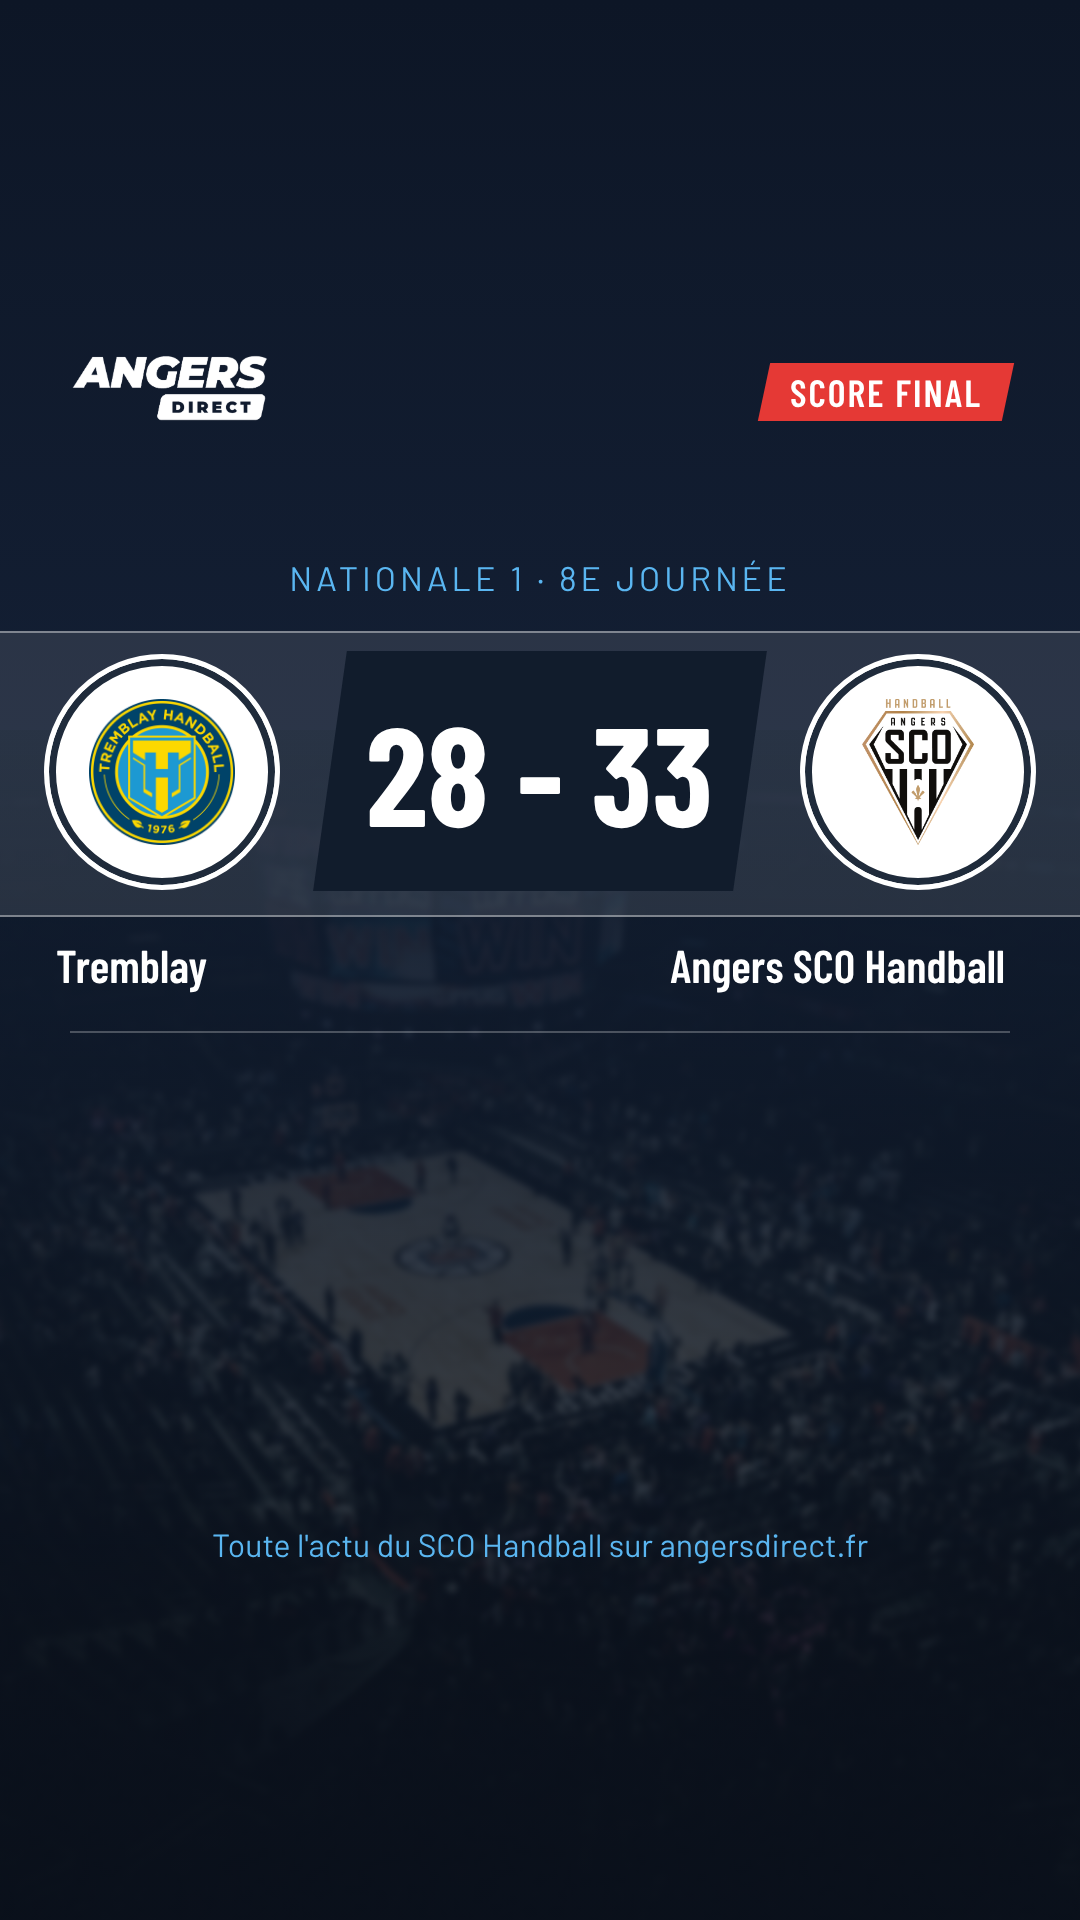 ANGERS
DIRECT
SCORE FINAL
NATIONALE 1 · 8E JOURNÉE
TREMBLAY HANDBALL
TH
1976
28 - 33
HANDBALL
ANGERS
SCO
Tremblay
Angers SCO Handball
Toute l'actu du SCO Handball sur angersdirect.fr